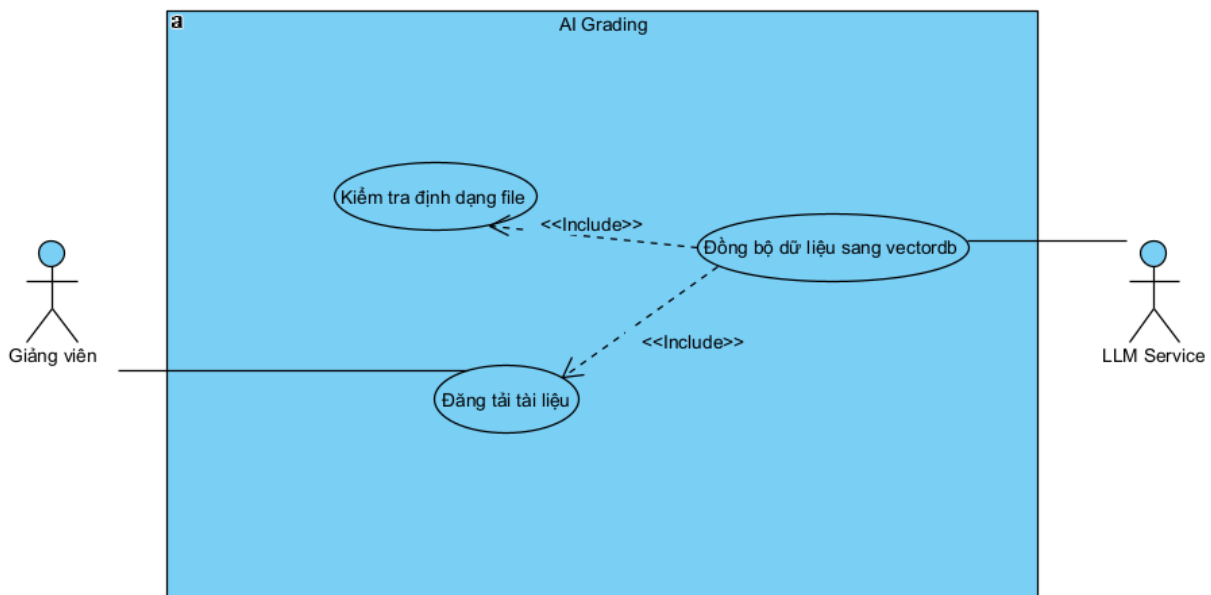 a
AI Grading
Kiểm tra định dạng file
<<Include>>
Đồng bộ dữ liệu sang vectordb
<<Include>>
Giảng viên
LLM Service
Đăng tải tài liệu